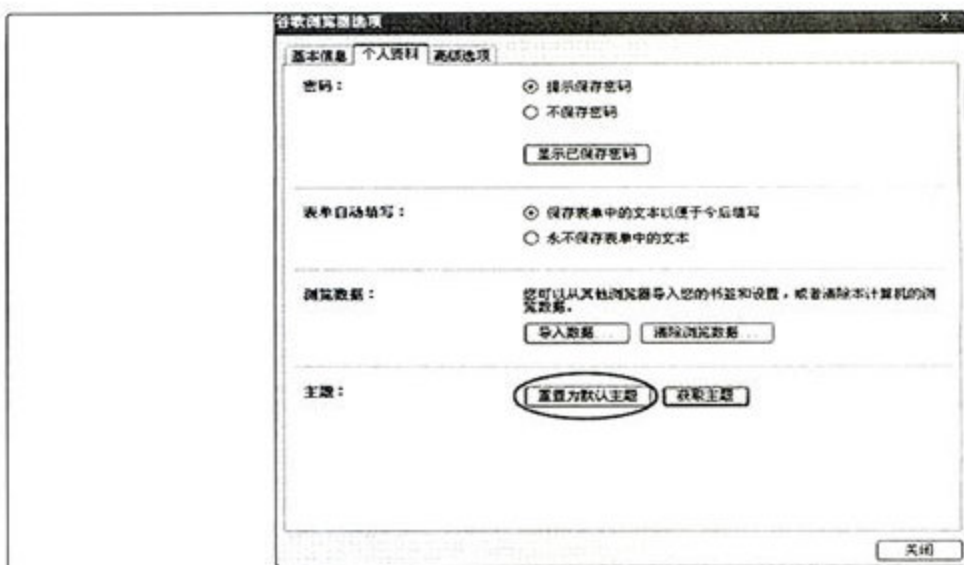 谷歌浏览器选项
x
基本信息 个人资料 高级选项
密码：
提示保存密码
不保存密码
显示已保存密码
表单自动填写：
保存表单中的文本以便于今后填写
永不保存表单中的文本
浏览数据：
您可以从其他浏览器导入您的书签和设置，或者清除本计算机的浏
览数据。
导入数据... 清除浏览数据...
主题：
重置为默认主题 获取主题
关闭